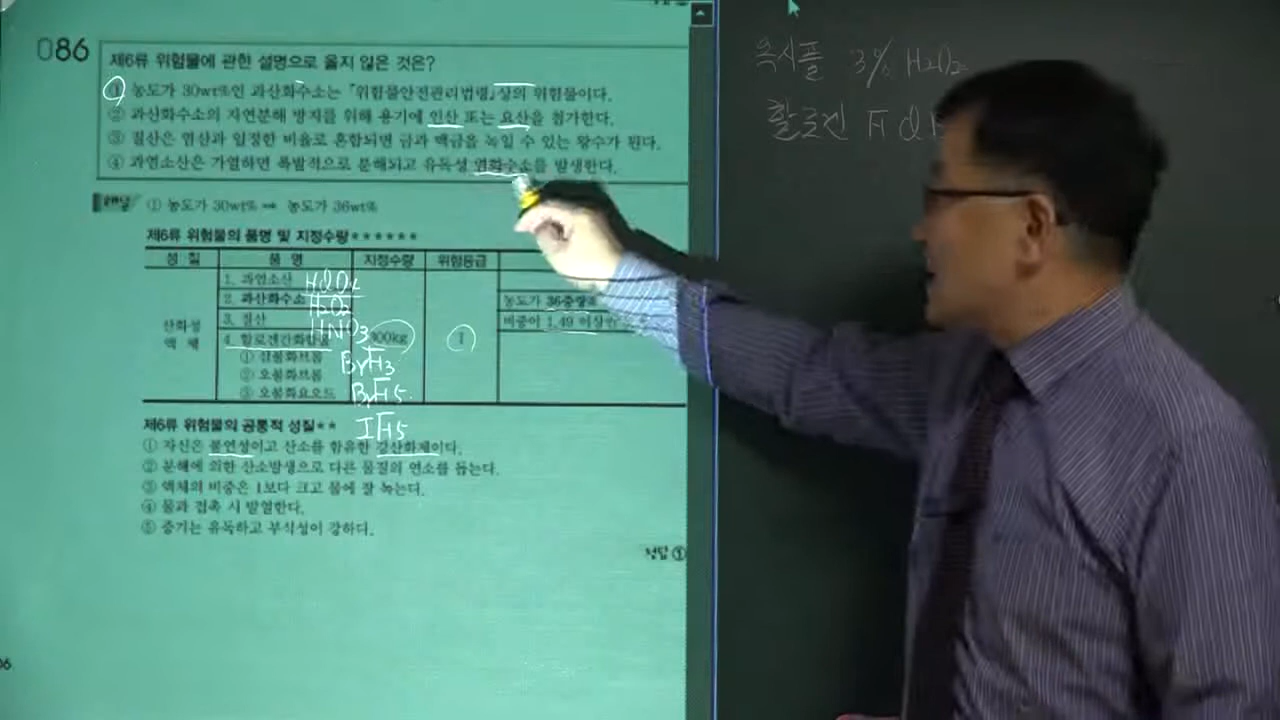 086
제6류 위험물에 관한 설명으로 옳지 않은 것은?
① 농도가 30wt%인 과산화수소는 「위험물안전관리법령」상의 위험물이다.
② 과산화수소의 자연분해 방지를 위해 용기에 인산 또는 요산을 첨가한다.
③ 질산은 염산과 일정한 비율로 혼합되면 금과 백금을 녹일 수 있는 왕수가 된다.
④ 과염소산은 가열하면 폭발적으로 분해되고 유독성 염화수소를 발생한다.
해설 ① 농도가 30wt% ⇒ 농도가 36wt%
제6류 위험물의 품명 및 지정수량★★★★★★
성 질 품 명 지정수량 위험등급
산화성 액 체
1. 과염소산 HClO4
2. 과산화수소 H2O2 농도가 36중량
3. 질산 HNO3 비중이 1.49 이상
4. 할로겐간화합물 300kg I
① 삼불화브롬 BrF3
② 오불화브롬 BrF5
③ 오불화요오드 IF5
제6류 위험물의 공통적 성질★★
① 자신은 불연성이고 산소를 함유한 강산화제이다.
② 분해에 의한 산소발생으로 다른 물질의 연소를 돕는다.
③ 액체의 비중은 1보다 크고 물에 잘 녹는다.
④ 물과 접촉 시 발열한다.
⑤ 증기는 유독하고 부식성이 강하다.
정답 ①
옥시풀 3% H2O2
할로겐 F Cl